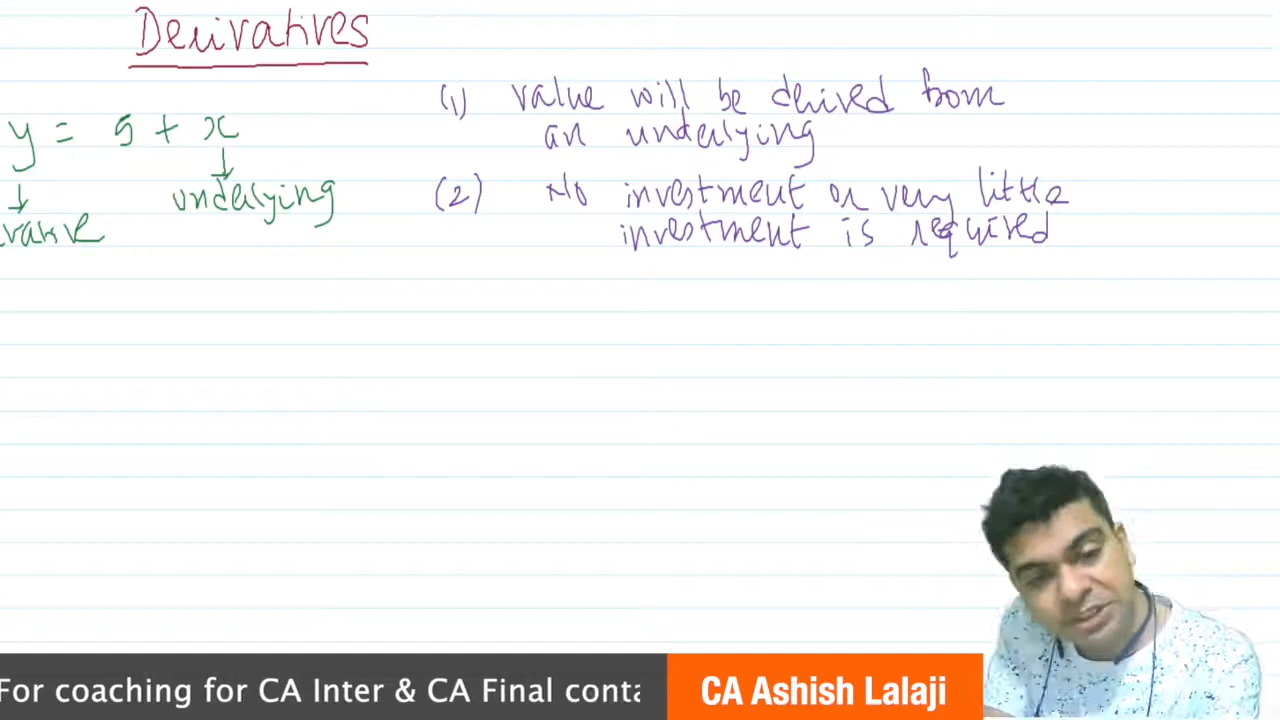 Derivatives
y = 5 + x
underlying
vative
(1) value will be derived from
an underlying
(2) No investment or very little
investment is required
For coaching for CA Inter & CA Final conta
CA Ashish Lalaji